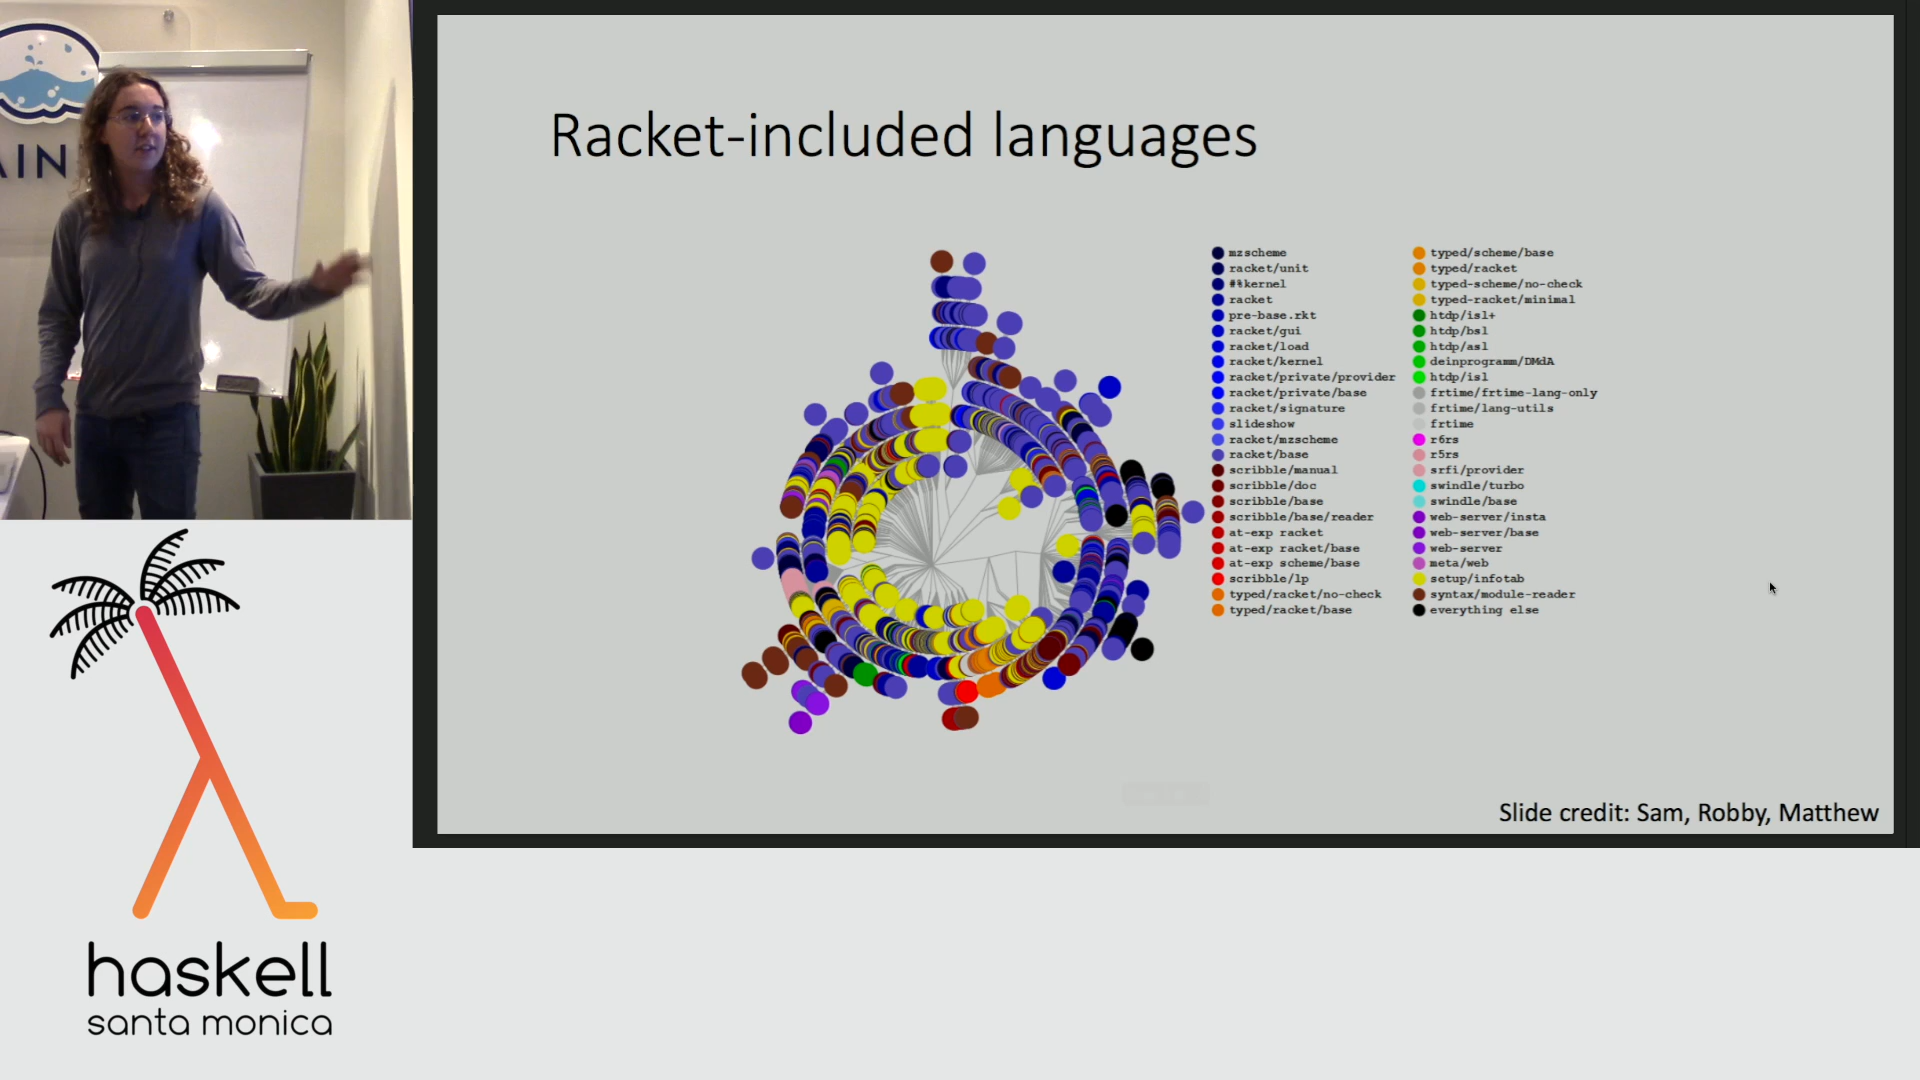 AIN
Racket-included languages
mzscheme
racket/unit
#%kernel
racket
pre-base.rkt
racket/gui
racket/load
racket/kernel
racket/private/provider
racket/private/base
racket/signature
slideshow
racket/mzscheme
racket/base
scribble/manual
scribble/doc
scribble/base
scribble/base/reader
at-exp racket
at-exp racket/base
at-exp scheme/base
scribble/lp
typed/racket/no-check
typed/racket/base
typed/scheme/base
typed/racket
typed-scheme/no-check
typed-racket/minimal
htdp/isl+
htdp/bsl
htdp/asl
deinprogramm/DMdA
htdp/isl
frtime/frtime-lang-only
frtime/lang-utils
frtime
r6rs
r5rs
srfi/provider
swindle/turbo
swindle/base
web-server/insta
web-server/base
web-server
meta/web
setup/infotab
syntax/module-reader
everything else
Slide credit: Sam, Robby, Matthew
haskell
santa monica